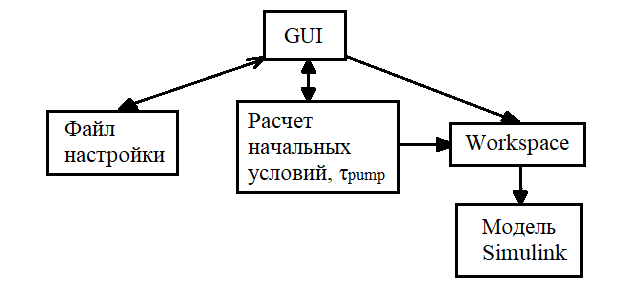 GUI
Файл
настройки
Расчет
начальных
условий, τpump
Workspace
Модель
Simulink